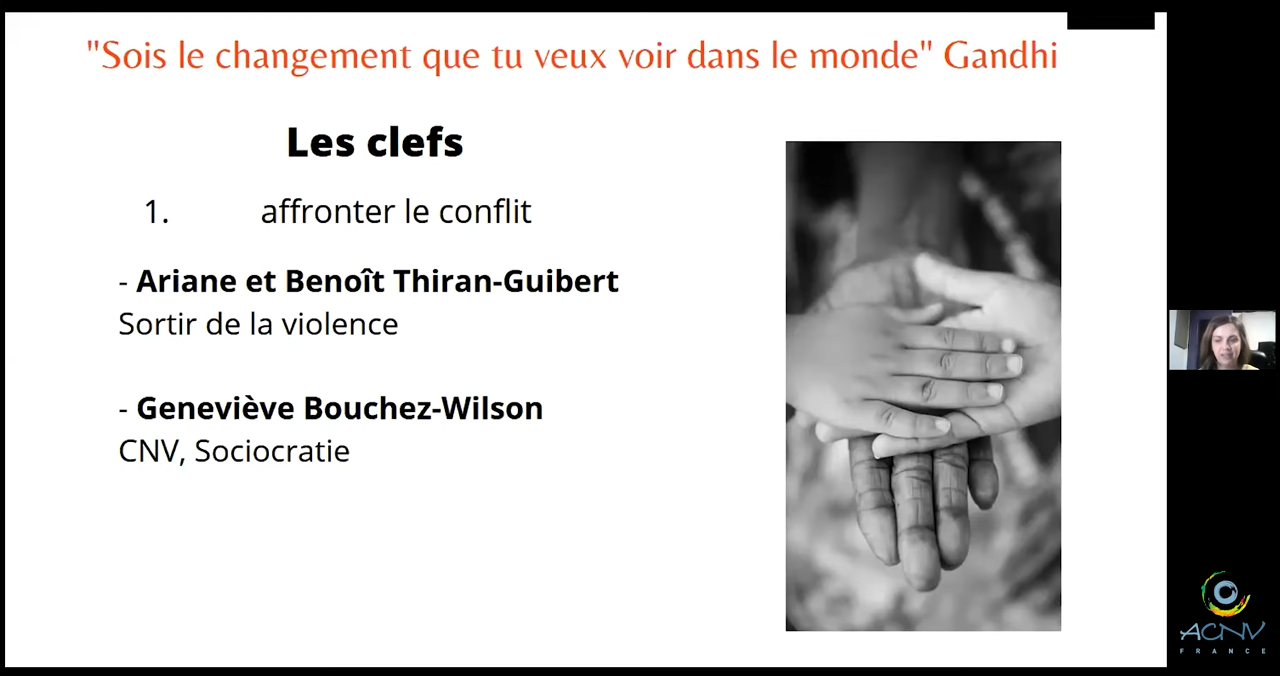 "Sois le changement que tu veux voir dans le monde" Gandhi
Les clefs
1. affronter le conflit
- Ariane et Benoît Thiran-Guibert
Sortir de la violence
- Geneviève Bouchez-Wilson
CNV, Sociocratie
ACNV
FRANCE